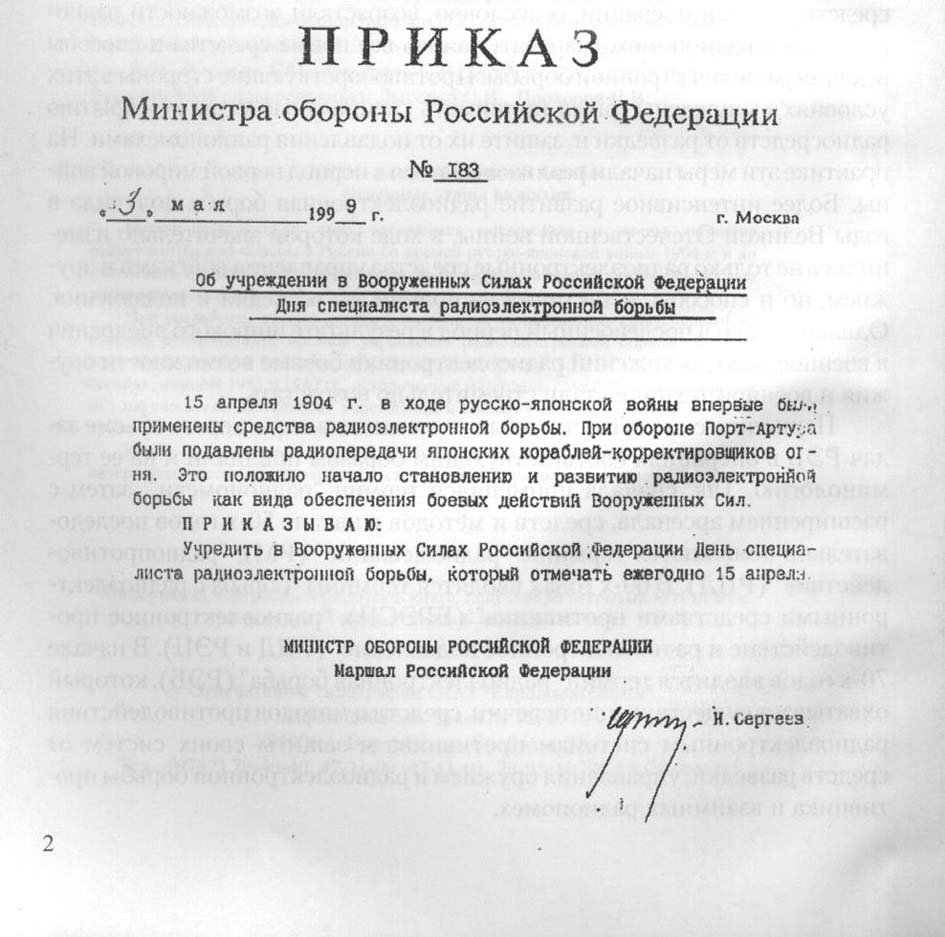 ПРИКАЗ
Министра обороны Российской Федерации
№ 183
„3„ мая 1999 г.
г. Москва
Об учреждении в Вооруженных Силах Российской Федерации
Дня специалиста радиоэлектронной борьбы
15 апреля 1904 г. в ходе русско-японской войны впервые были
применены средства радиоэлектронной борьбы. При обороне Порт-Артура
были подавлены радиопередачи японских кораблей-корректировщиков ог-
ня. Это положило начало становлению и развитию радиоэлектронной
борьбы как вида обеспечения боевых действий Вооруженных Сил.
ПРИКАЗЫВАЮ:
Учредить в Вооруженных Силах Российской Федерации День специа-
листа радиоэлектронной борьбы, который отмечать ежегодно 15 апреля.
МИНИСТР ОБОРОНЫ РОССИЙСКОЙ ФЕДЕРАЦИИ
Маршал Российской Федерации
И. Сергеев
2